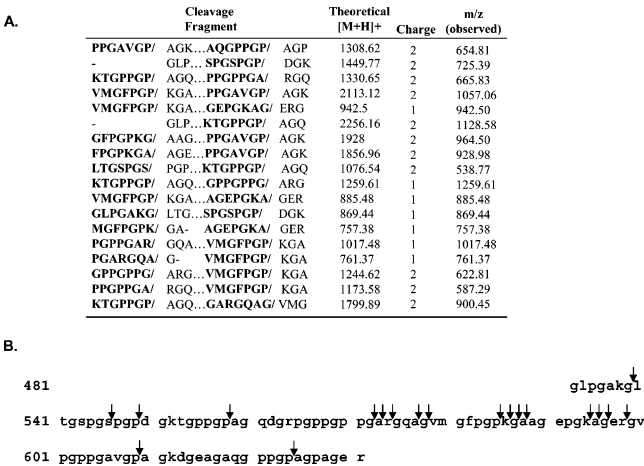 A.
Cleavage Fragment Theoretical [M+H]+ Charge m/z (observed)
PPGAVGP/ AGK…AQGPPGP/ AGP 1308.62 2 654.81
- GLP…SPGSPGP/ DGK 1449.77 2 725.39
KTGPPGP/ AGQ…PPGPPGA/ RGQ 1330.65 2 665.83
VMGFPGP/ KGA…PPGAVGP/ AGK 2113.12 2 1057.06
VMGFPGP/ KGA…GEPGKAG/ ERG 942.5 1 942.50
- GLP…KTGPPGP/ AGQ 2256.16 2 1128.58
GFPGPKG/ AAG…PPGAVGP/ AGK 1928 2 964.50
FPGPKGA/ AGE…PPGAVGP/ AGK 1856.96 2 928.98
LTGSPGS/ PGP…KTGPPGP/ AGQ 1076.54 2 538.77
KTGPPGP/ AGQ…GPPGPPG/ ARG 1259.61 1 1259.61
VMGFPGP/ KGA…AGEPGKA/ GER 885.48 1 885.48
GLPGAKG/ LTG…SPGSPGP/ DGK 869.44 1 869.44
MGFPGPK/ GA- AGEPGKA/ GER 757.38 1 757.38
PGPPGAR/ GQA…VMGFPGP/ KGA 1017.48 1 1017.48
PGARGQA/ G- VMGFPGP/ KGA 761.37 1 761.37
GPPGPPG/ ARG…VMGFPGP/ KGA 1244.62 2 622.81
PPGPPGA/ RGQ…VMGFPGP/ KGA 1173.58 2 587.29
KTGPPGP/ AGQ…GARGQAG/ VMG 1799.89 2 900.45
B.
481 glpgakgl
541 tgspgspgpd gktgppgpag qdgrpgppgp pgargqagvm gfpgpkgaag epgkagergv
601 pgppgavgpa gkdgeagaqg ppgpagpage r